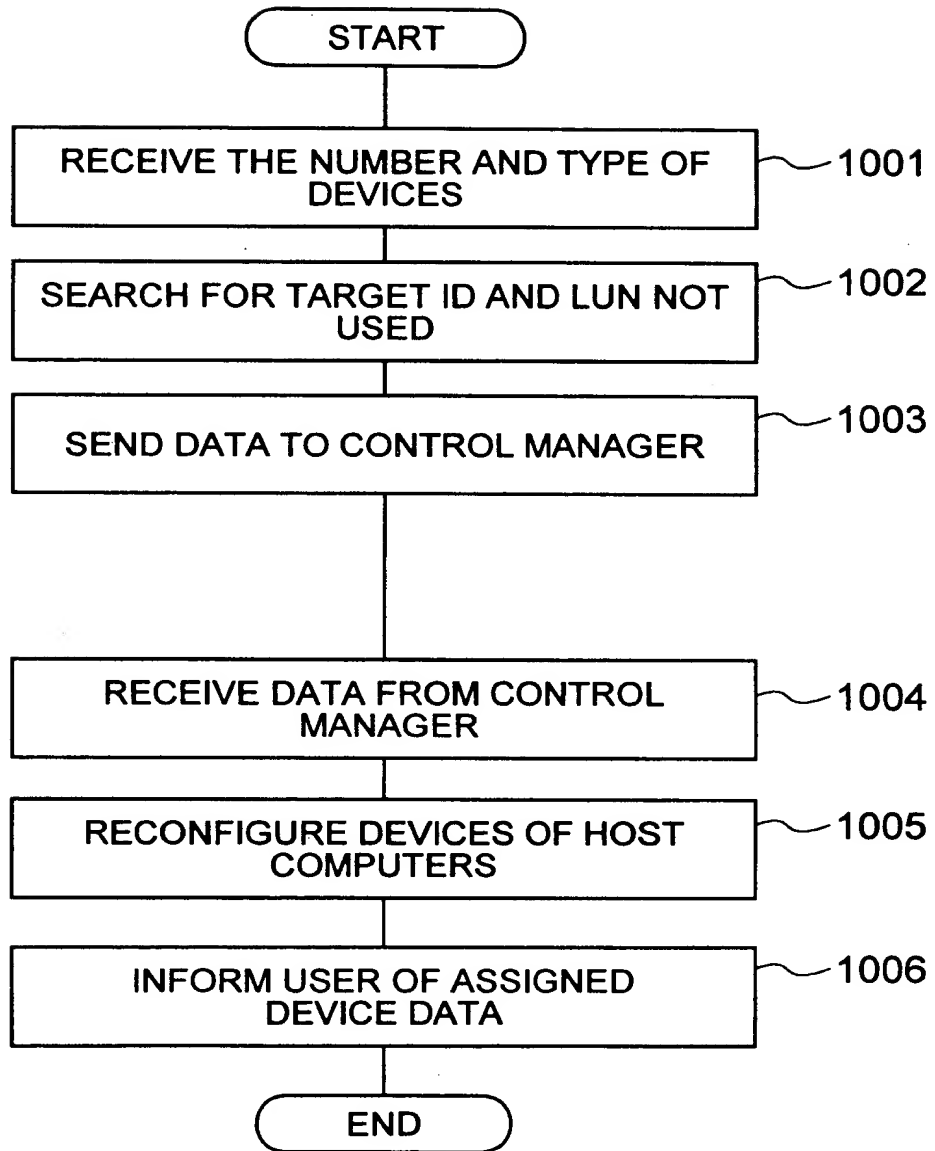 START
RECEIVE THE NUMBER AND TYPE OF
DEVICES
1001
SEARCH FOR TARGET ID AND LUN NOT
USED
1002
SEND DATA TO CONTROL MANAGER
1003
RECEIVE DATA FROM CONTROL
MANAGER
1004
RECONFIGURE DEVICES OF HOST
COMPUTERS
1005
INFORM USER OF ASSIGNED
DEVICE DATA
1006
END